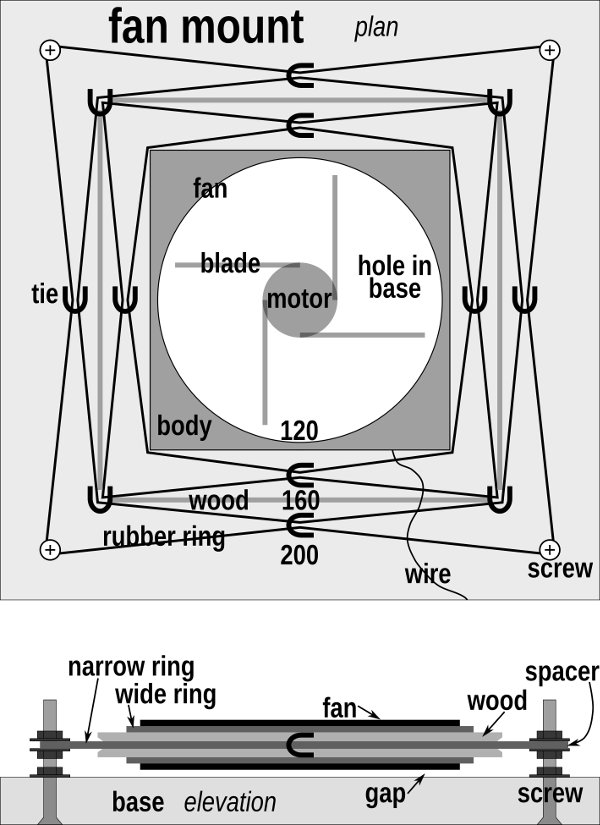 fan mount plan
fan
blade
hole in
base
tie
motor
body
120
wood 160
rubber ring
200
wire
screw
narrow ring
wide ring
spacer
fan
wood
gap
screw
base elevation